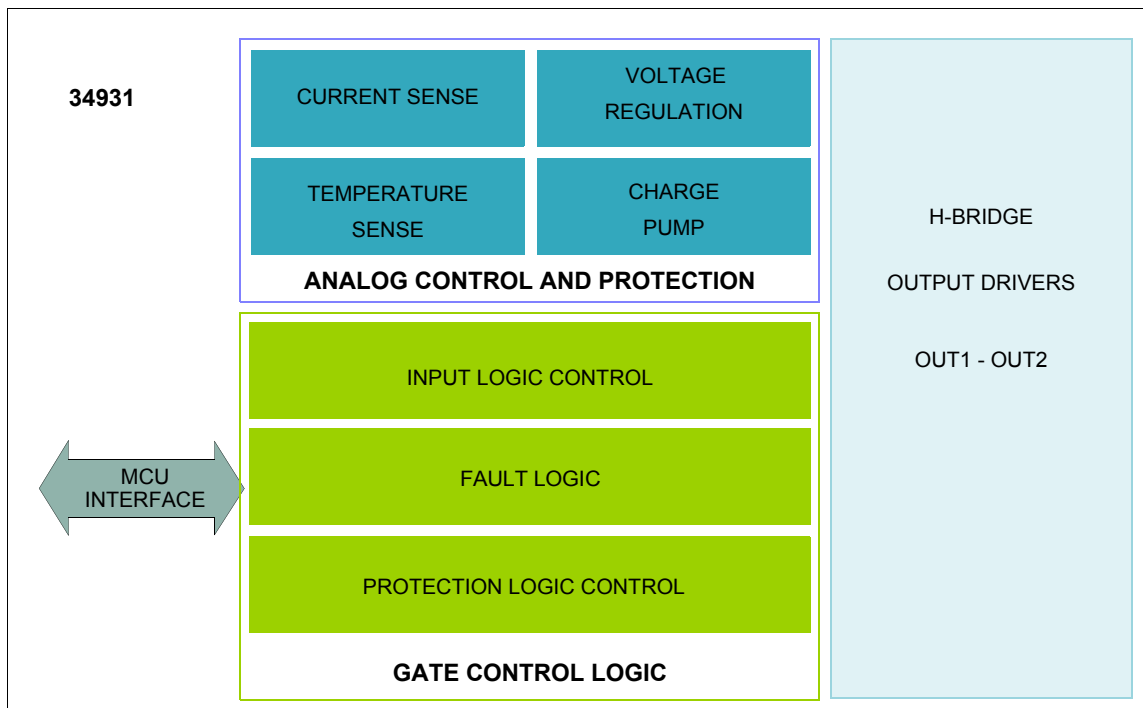 34931
CURRENT SENSE
VOLTAGE
REGULATION
TEMPERATURE
SENSE
CHARGE
PUMP
ANALOG CONTROL AND PROTECTION
INPUT LOGIC CONTROL
FAULT LOGIC
PROTECTION LOGIC CONTROL
GATE CONTROL LOGIC
MCU
INTERFACE
H-BRIDGE
OUTPUT DRIVERS
OUT1 - OUT2